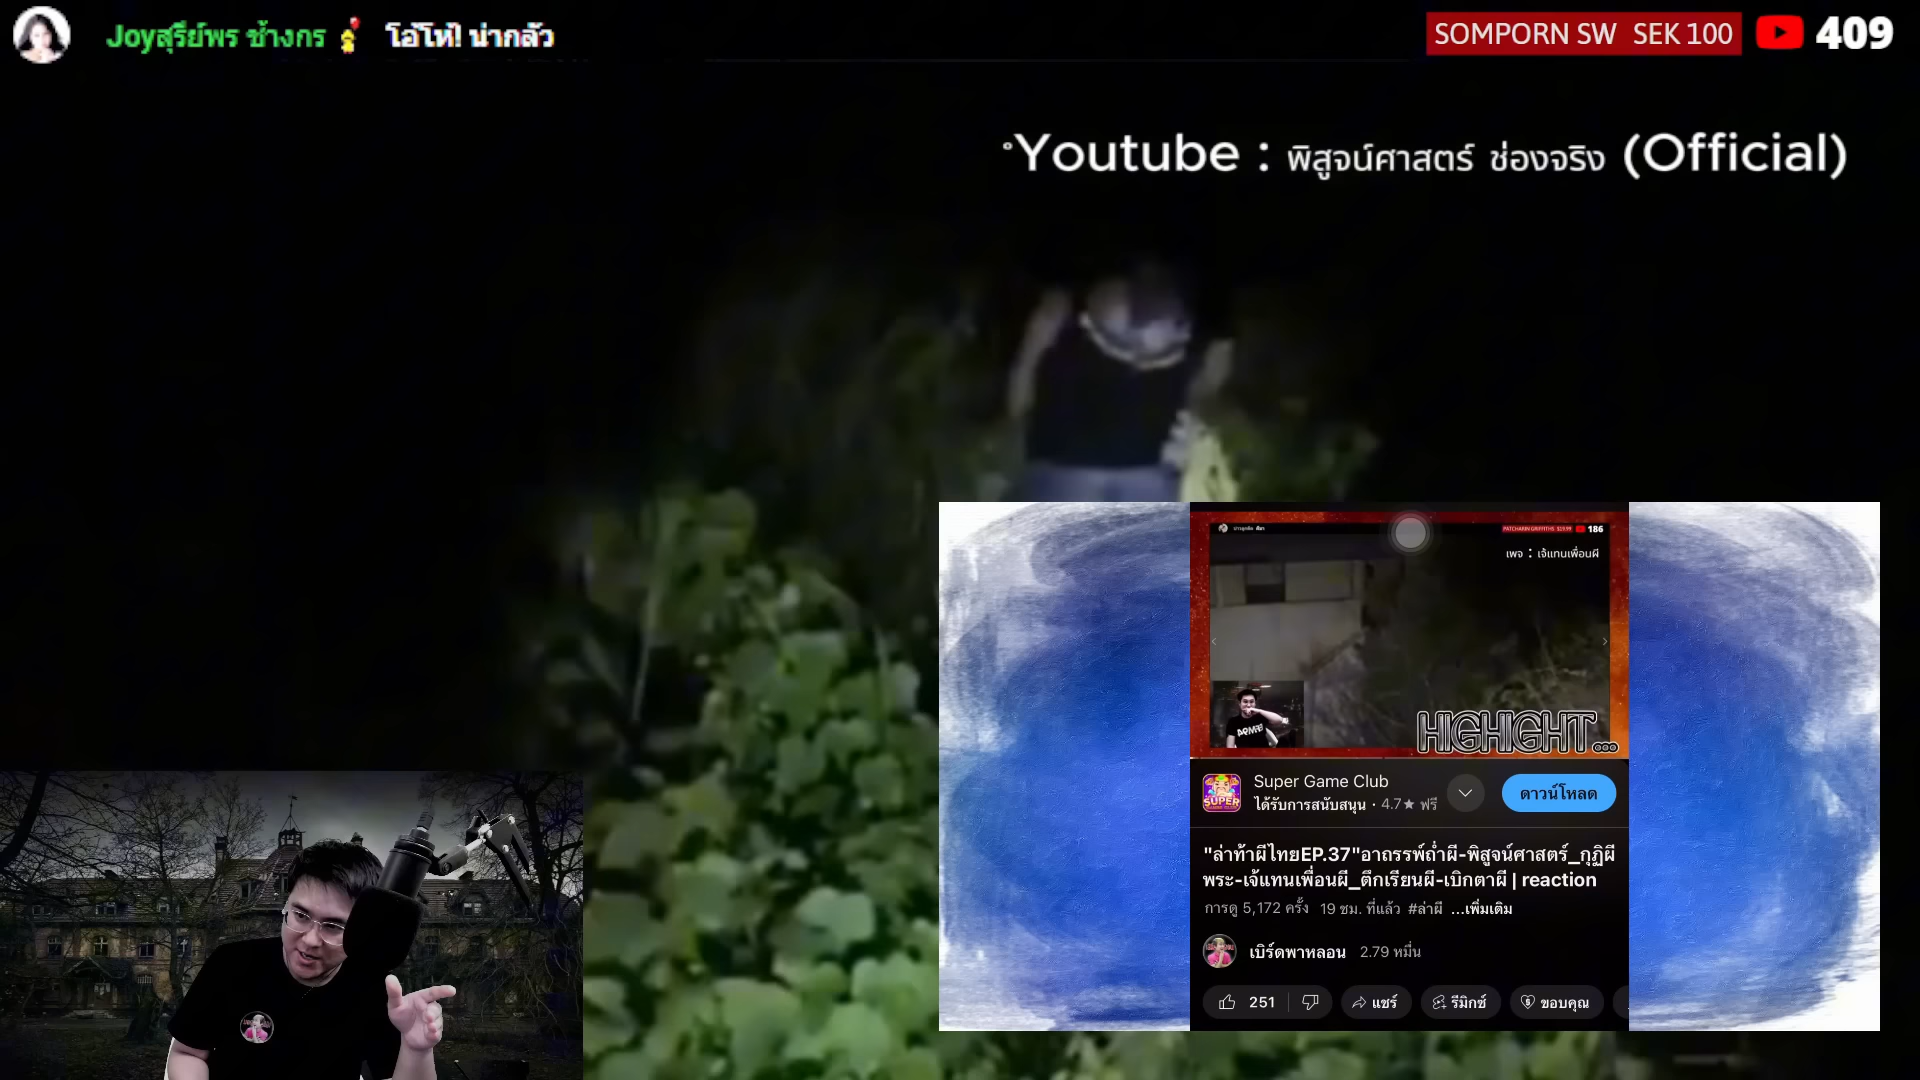 Joyสุรีย์พร ช้างกร โอ้โห! น่ากลัว
SOMPORN SW SEK 100 409
Youtube : พิสูจน์ศาสตร์ ช่องจริง (Official)
PATCHARIN GRIFFITHS $19.99 186
เพจ : เจ้แทนเพื่อนผี
HIGHIGHT...
Super Game Club
ได้รับการสนับสนุน · 4.7★ ฟรี
ดาวน์โหลด
"ล่าท้าผีไทยEP.37"อาถรรพ์ถ้ำผี-พิสูจน์ศาสตร์_กุฏิผี
พระ-เจ้แทนเพื่อนผี_ตึกเรียนผี-เบิกตาผี | reaction
การดู 5,172 ครั้ง 19 ชม. ที่แล้ว #ล่าผี ...เพิ่มเติม
เบิร์ดพาหลอน 2.79 หมื่น
251 แชร์ รีมิกซ์ ขอบคุณ